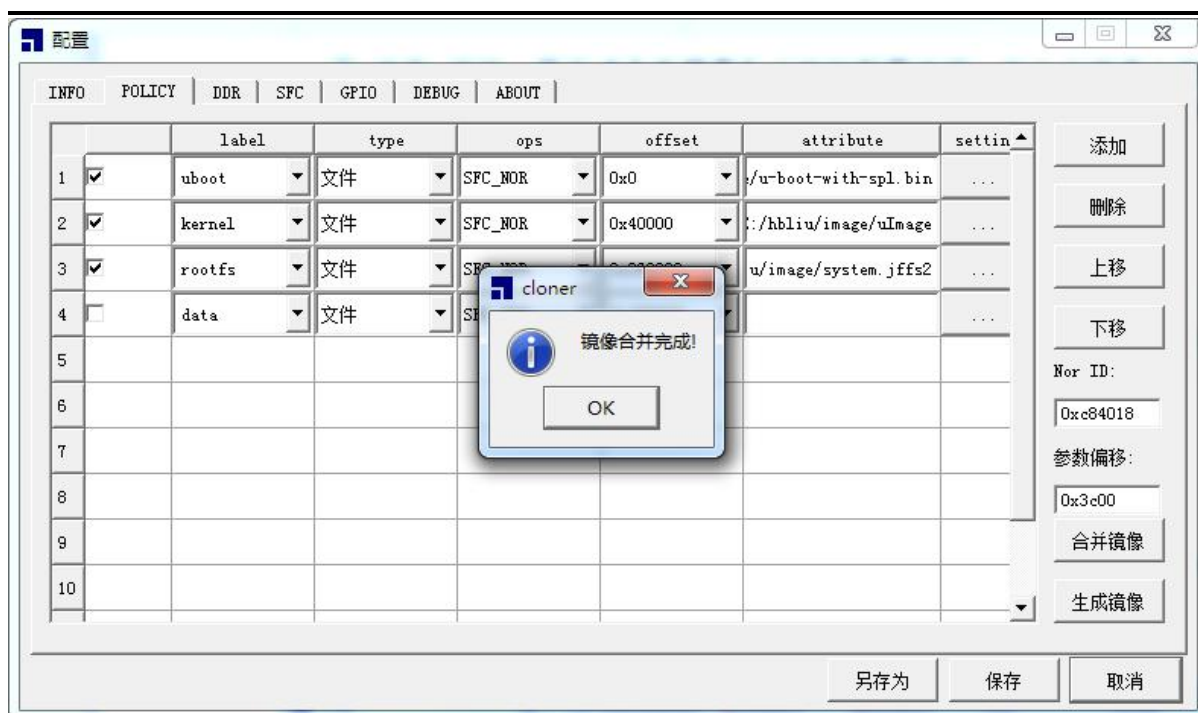 配置
INFO POLICY DDR SFC GPIO DEBUG ABOUT
label type ops offset attribute settin
1 uboot 文件 SFC_NOR 0x0 :/u-boot-with-spl.bin ...
2 kernel 文件 SFC_NOR 0x40000 :/hbliu/image/uImage ...
3 rootfs 文件 u/image/system.jffs2 ...
4 data 文件 ...
5
6
7
8
9
10
cloner
镜像合并完成!
OK
添加
删除
上移
下移
Nor ID:
0xc84018
参数偏移:
0x3c00
合并镜像
生成镜像
另存为 保存 取消